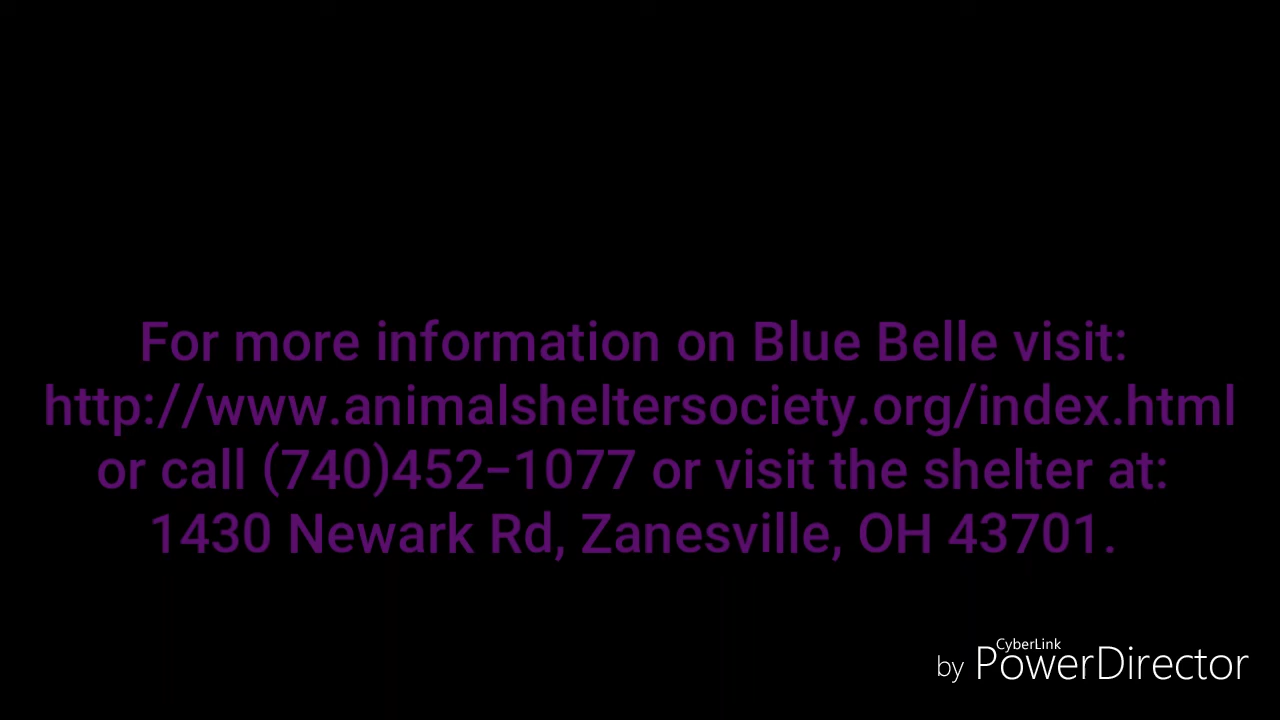 For more information on Blue Belle visit:
http://www.animalsheltersociety.org/index.html
or call (740)452-1077 or visit the shelter at:
1430 Newark Rd, Zanesville, OH 43701.
CyberLink
by PowerDirector